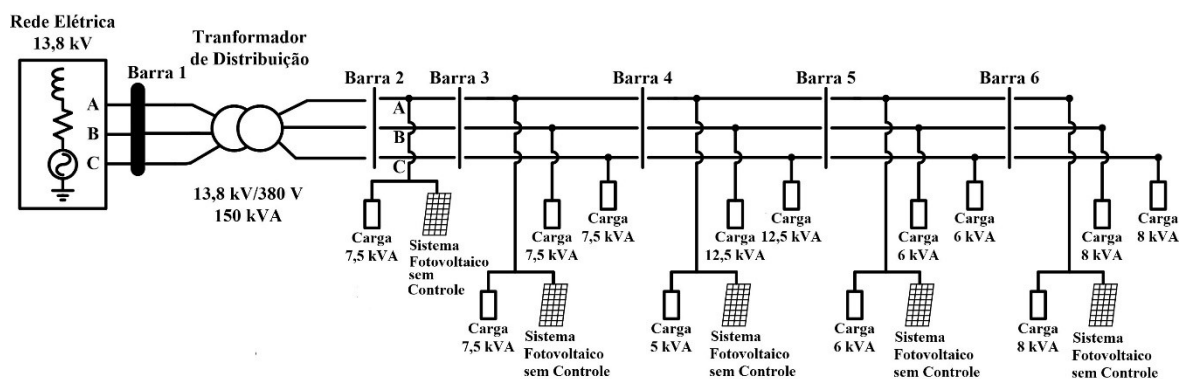 Rede Elétrica
13,8 kV
Tranformador
de Distribuição
Barra 1
Barra 2
Barra 3
Barra 4
Barra 5
Barra 6
A
B
C
A
B
C
13,8 kV/380 V
150 kVA
Carga
7,5 kVA
Sistema
Fotovoltaico
sem
Controle
Carga
7,5 kVA
Carga
7,5 kVA
Carga
7,5 kVA
Sistema
Fotovoltaico
sem Controle
Carga
12,5 kVA
Carga
12,5 kVA
Carga
5 kVA
Sistema
Fotovoltaico
sem Controle
Carga
6 kVA
Carga
6 kVA
Carga
6 kVA
Sistema
Fotovoltaico
sem Controle
Carga
8 kVA
Carga
8 kVA
Carga
8 kVA
Sistema
Fotovoltaico
sem Controle